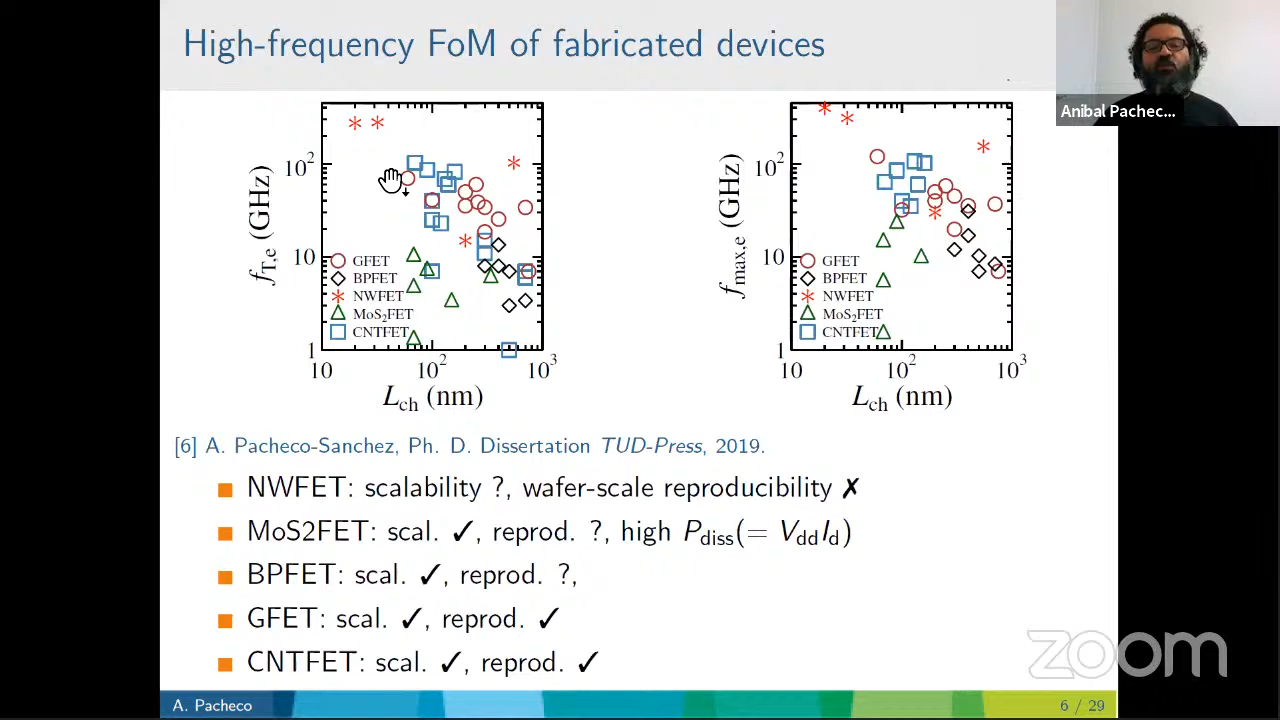 High-frequency FoM of fabricated devices
Anibal Pachec...
f_T,e (GHz)
10²
10
1
GFET
BPFET
NWFET
MoS₂FET
CNTFET
10 10² 10³
L_ch (nm)
f_max,e (GHz)
10²
10
1
GFET
BPFET
NWFET
MoS₂FET
CNTFET
10 10² 10³
L_ch (nm)
[6] A. Pacheco-Sanchez, Ph. D. Dissertation TUD-Press, 2019.
NWFET: scalability ?, wafer-scale reproducibility ✗
MoS2FET: scal. ✓, reprod. ?, high P_diss(= V_dd I_d)
BPFET: scal. ✓, reprod. ?,
GFET: scal. ✓, reprod. ✓
CNTFET: scal. ✓, reprod. ✓
zoom
A. Pacheco
6 / 29